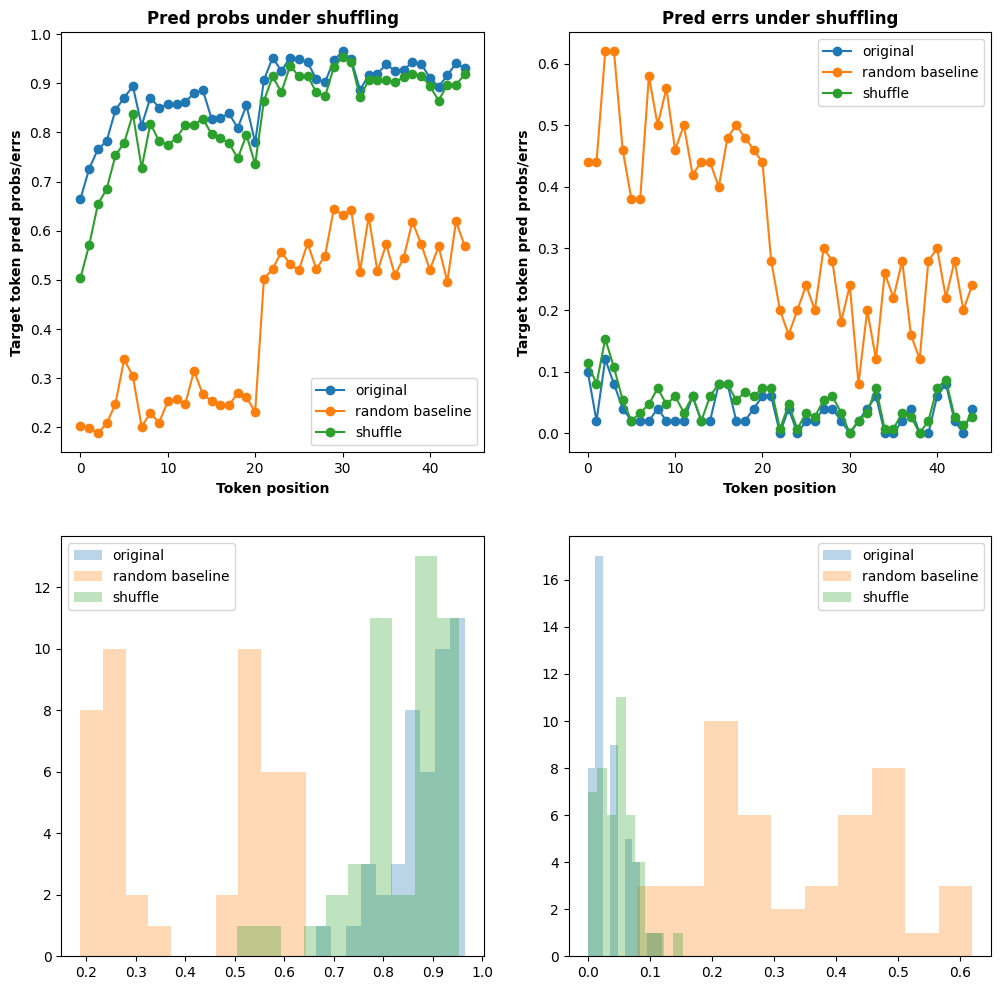 Pred probs under shuffling
Target token pred probs/errs
1.0
0.9
0.8
0.7
0.6
0.5
0.4
0.3
0.2
original
random baseline
shuffle
0 10 20 30 40
Token position
Pred errs under shuffling
Target token pred probs/errs
0.6
0.5
0.4
0.3
0.2
0.1
0.0
original
random baseline
shuffle
0 10 20 30 40
Token position
original
random baseline
shuffle
12
10
8
6
4
2
0
0.2 0.3 0.4 0.5 0.6 0.7 0.8 0.9 1.0
original
random baseline
shuffle
16
14
12
10
8
6
4
2
0
0.0 0.1 0.2 0.3 0.4 0.5 0.6